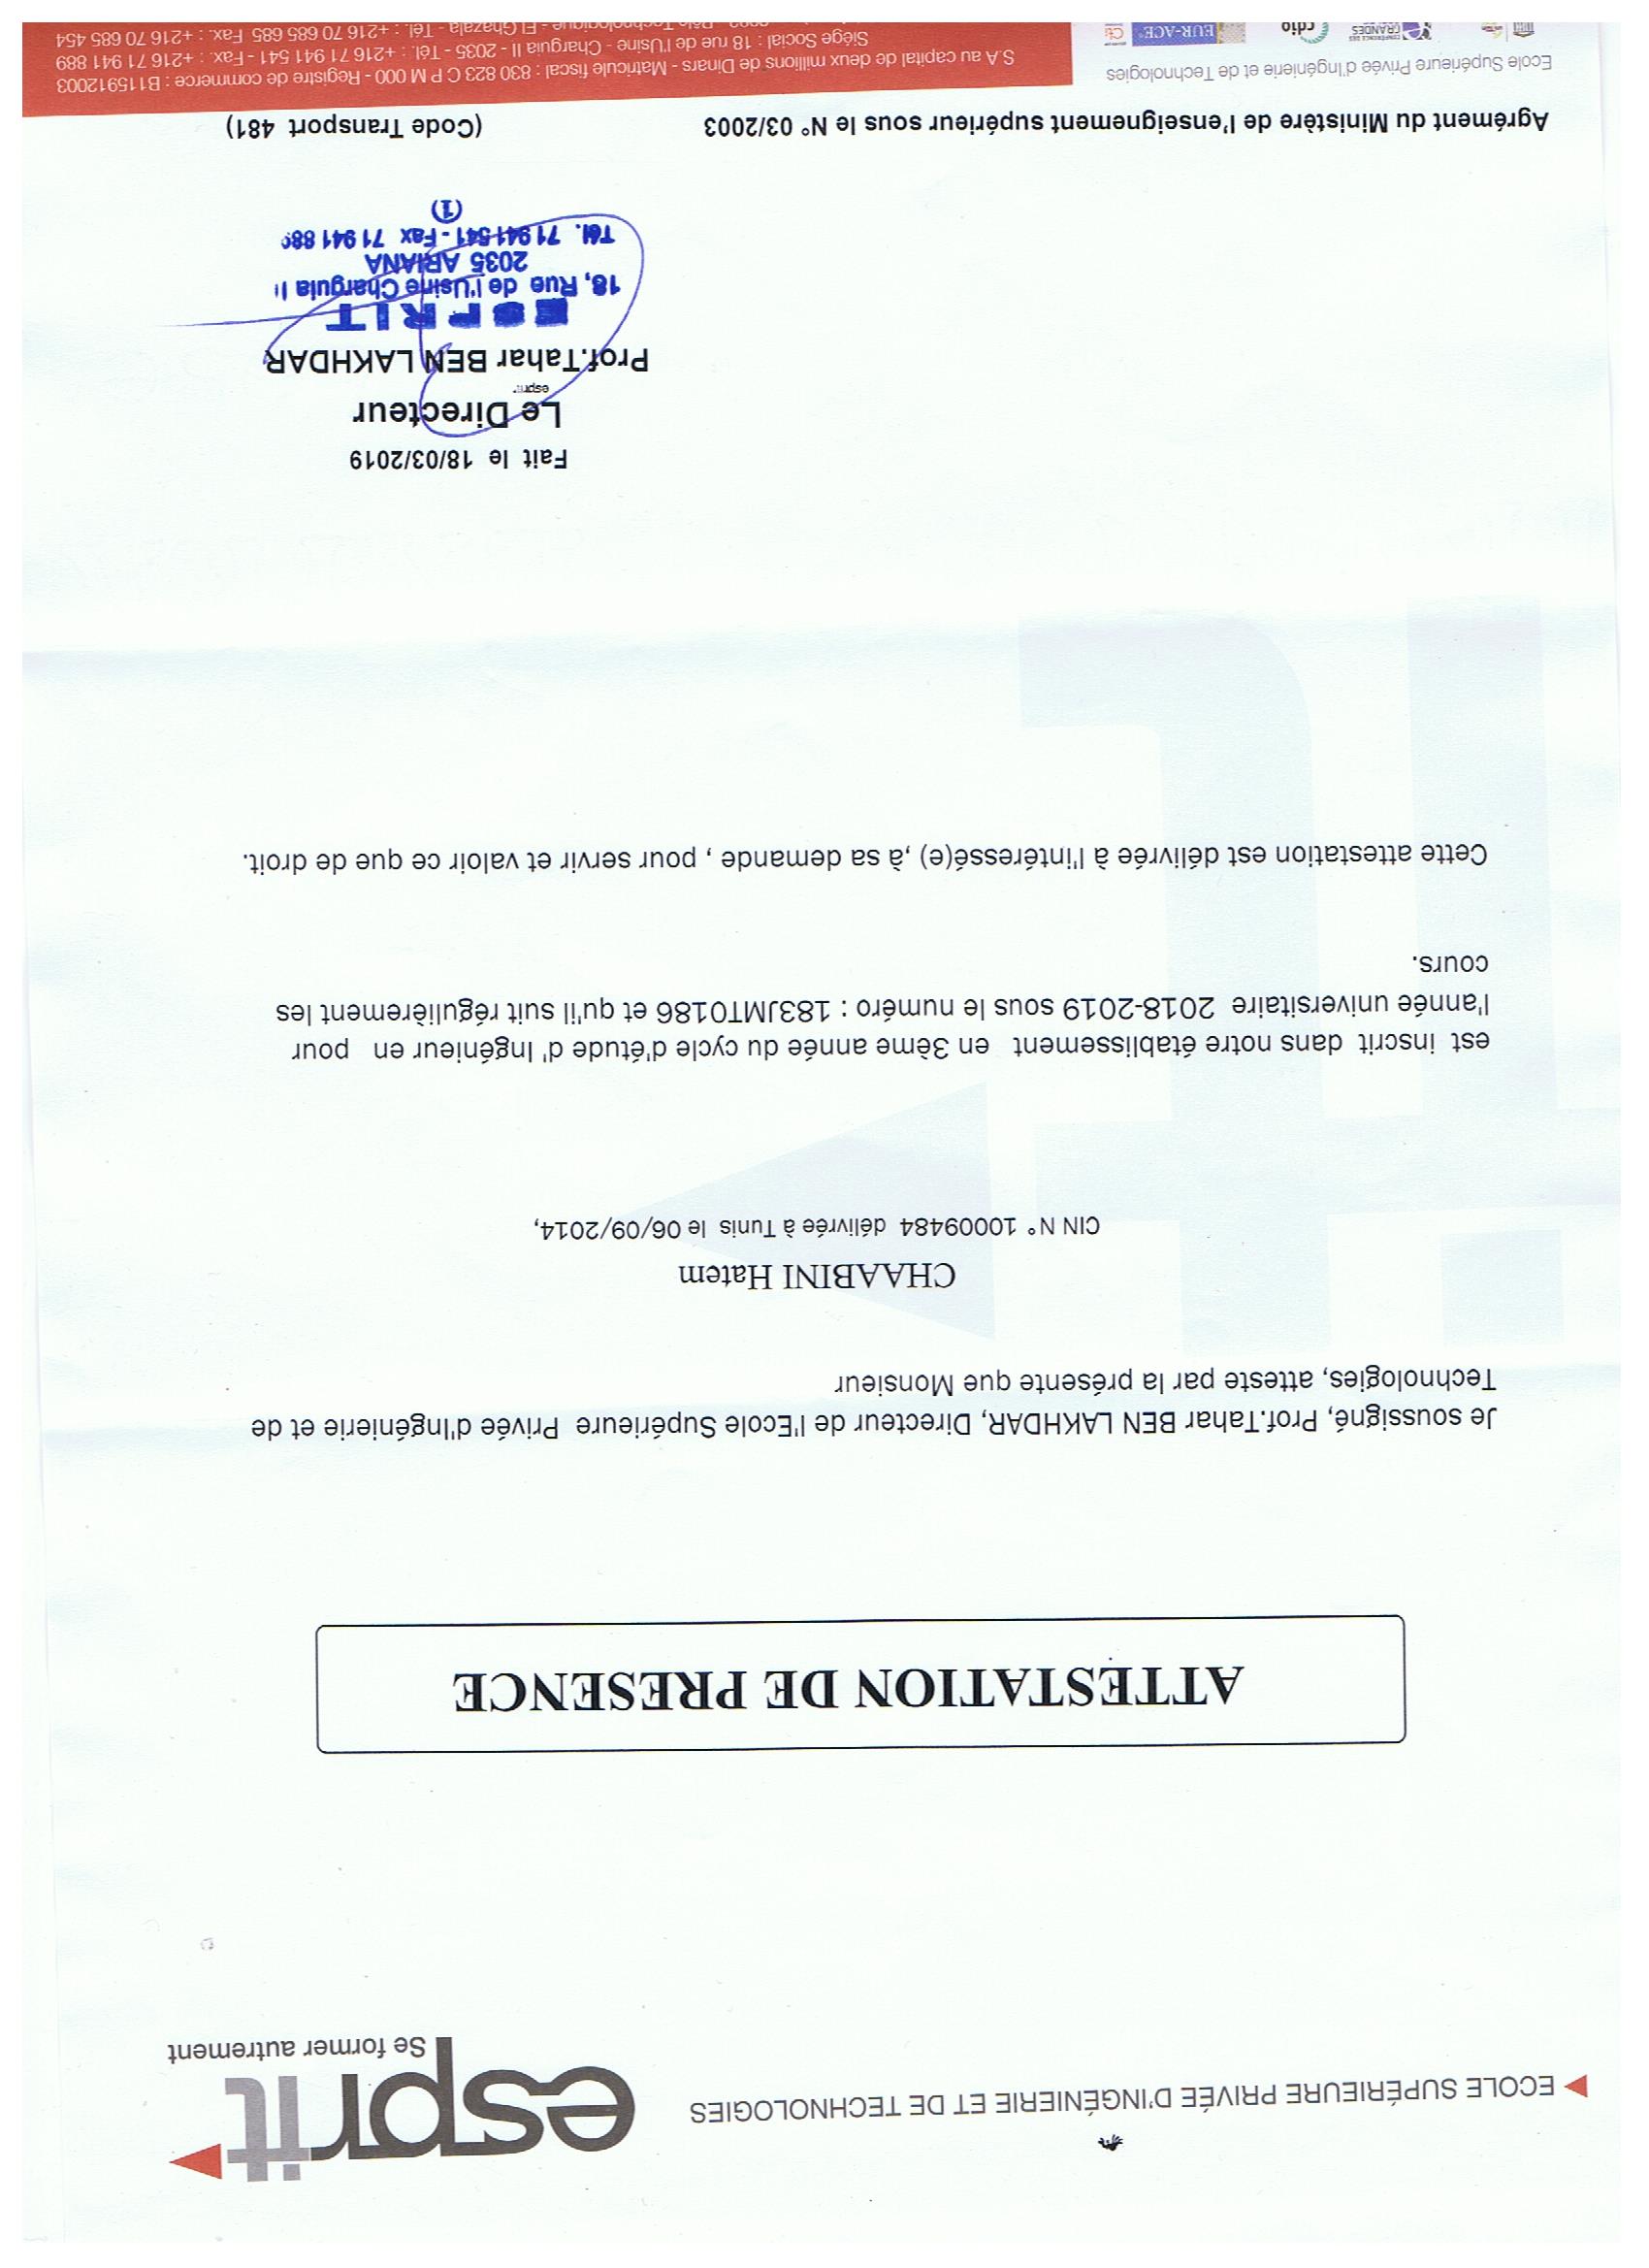 ECOLE SUPÉRIEURE PRIVÉE D'INGÉNIERIE ET DE TECHNOLOGIES
esprit
Se former autrement
ATTESTATION DE PRESENCE
Je soussigné, Prof.Tahar BEN LAKHDAR, Directeur de l'Ecole Supérieure Privée d'Ingénierie et de
Technologies, atteste par la présente que Monsieur
CHAABINI Hatem
CIN N° 10009484 délivrée à Tunis le 06/09/2014,
est inscrit dans notre établissement en 3ème année du cycle d'étude d' Ingénieur en pour
l'année universitaire 2018-2019 sous le numéro : 183JMT0186 et qu'il suit régulièrement les
cours.
Cette attestation est délivrée à l'intéressé(e) ,à sa demande , pour servir et valoir ce que de droit.
Fait le 18/03/2019
Le Directeur
esprit
Prof.Tahar BEN LAKHDAR
ESPRIT
18, Rue de l'Usine Charguia II
2035 ARIANA
Tél. 71 941 541 - Fax 71 941 889
(1)
Agrément du Ministère de l'enseignement supérieur sous le N° 03/2003
(Code Transport 481)
Ecole Supérieure Privée d'Ingénierie et de Technologies
S.A au capital de deux millions de Dinars - Matricule fiscal : 830 823 C P M 000 - Registre de commerce : B115912003
Siége Social : 18 rue de l'Usine - Charguia II - 2035 - Tél. : +216 71 941 541 - Fax. : +216 71 941 889
Pôle Technologique - El Ghazala - Tél. : +216 70 685 685 Fax. : +216 70 685 454
CONFÉRENCE DES
GRANDES
cdio
EUR-ACE